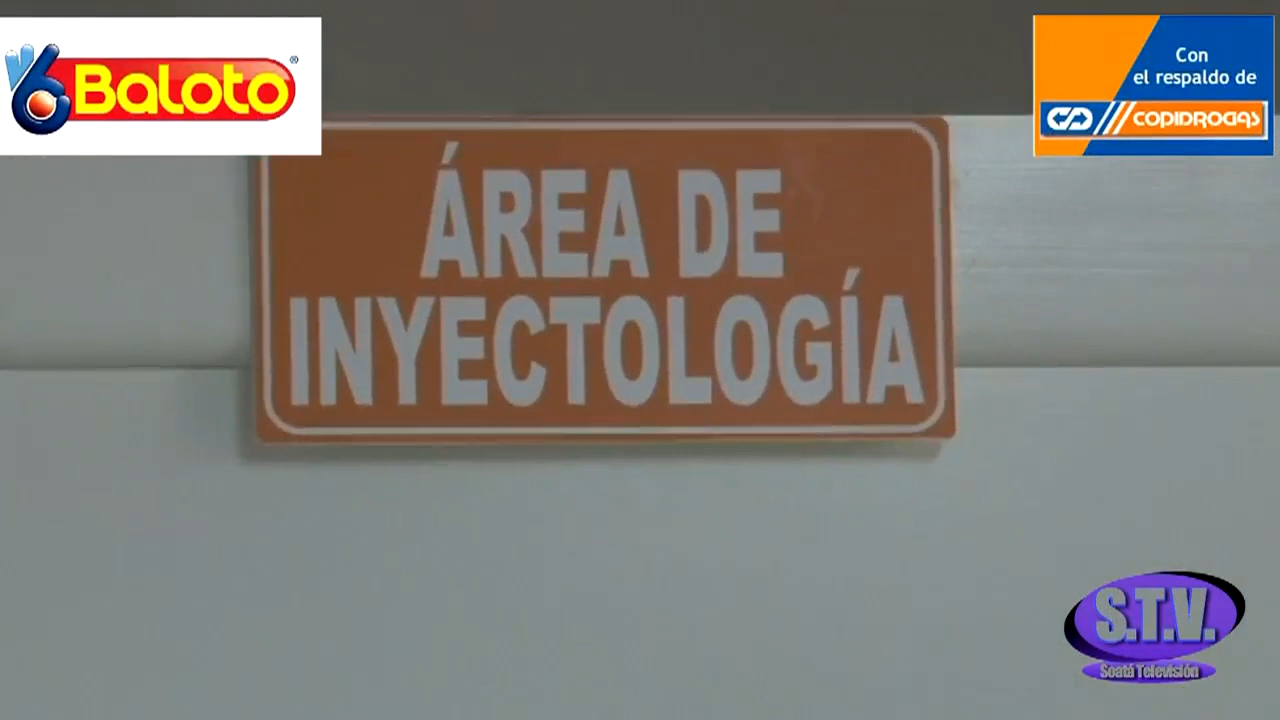 Baloto®
Con
el respaldo de
COPIDROGAS
ÁREA DE
INYECTOLOGÍA
S.T.V.
Soatá Televisión